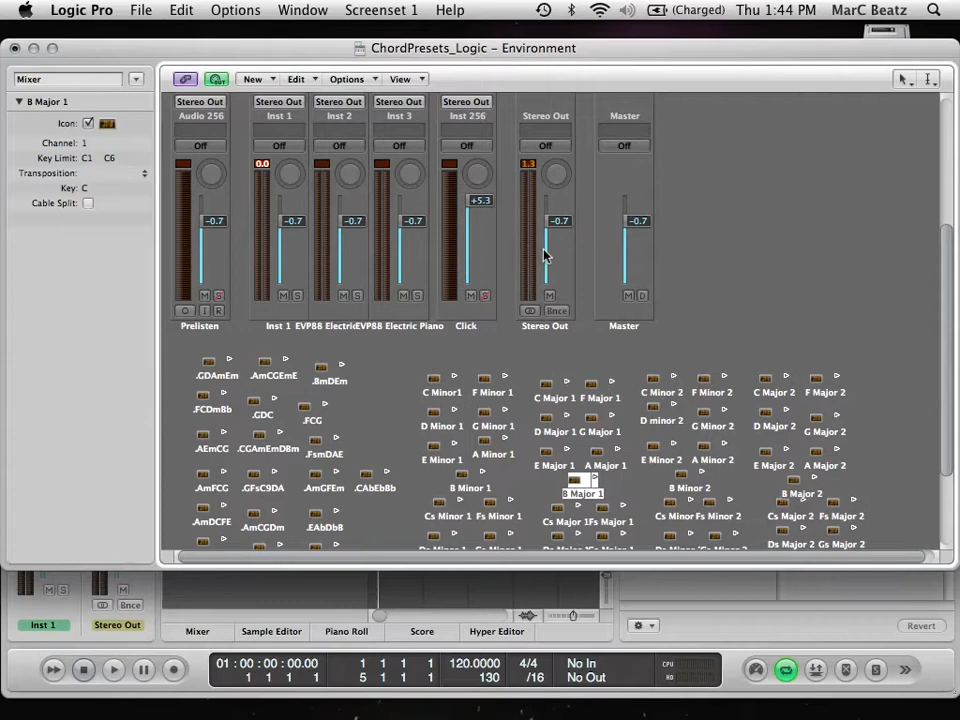 Logic Pro File Edit Options Window Screenset 1 Help (Charged) Thu 1:44 PM MarC Beatz
ChordPresets_Logic – Environment
Mixer New Edit Options View
B Major 1
Icon:
Channel: 1
Key Limit: C1 C6
Transposition:
Key: C
Cable Split:
Stereo Out Stereo Out Stereo Out Stereo Out Stereo Out
Audio 256 Inst 1 Inst 2 Inst 3 Inst 256 Stereo Out Master
Off Off Off Off Off Off Off
0.0 1.3
+5.3
-0.7 -0.7 -0.7 -0.7 -0.7 -0.7
M S M S M S M S M S M M D
I R Bnce
Prelisten Inst 1 EVP88 Electric EVP88 Electric Piano Click Stereo Out Master
.GDAmEm .AmCGEmE .BmDEm
C Minor1 F Minor 1 C Major 1 F Major 1 C Minor 2 F Minor 2 C Major 2 F Major 2
.FCDmBb .GDC .FCG
D Minor 1 G Minor 1 D Major 1 G Major 1 D minor 2 G Minor 2 D Major 2 G Major 2
.AEmCG .CGAmEmDBm .FsmDAE
E Minor 1 A Minor 1 E Major 1 A Major 1 E Minor 2 A Minor 2 E Major 2 A Major 2
.AmFCG .GFsC9DA .AmGFEm .CAbEbBb
B Minor 1 B Major 1 B Minor 2 B Major 2
.AmDCFE .AmCGDm .EAbDbB
Cs Minor 1 Fs Minor 1 Cs Major 1 Fs Major 1 Cs Minor Fs Minor 2 Cs Major 2 Fs Major 2
Ds Major 2 Gs Major 2
M S M
Bnce
Inst 1 Stereo Out
Mixer Sample Editor Piano Roll Score Hyper Editor Revert
01 : 00 : 00 : 00.00 1 1 1 1 120.0000 4/4 No In CPU
1 1 1 1 5 1 1 1 130 /16 No Out HD